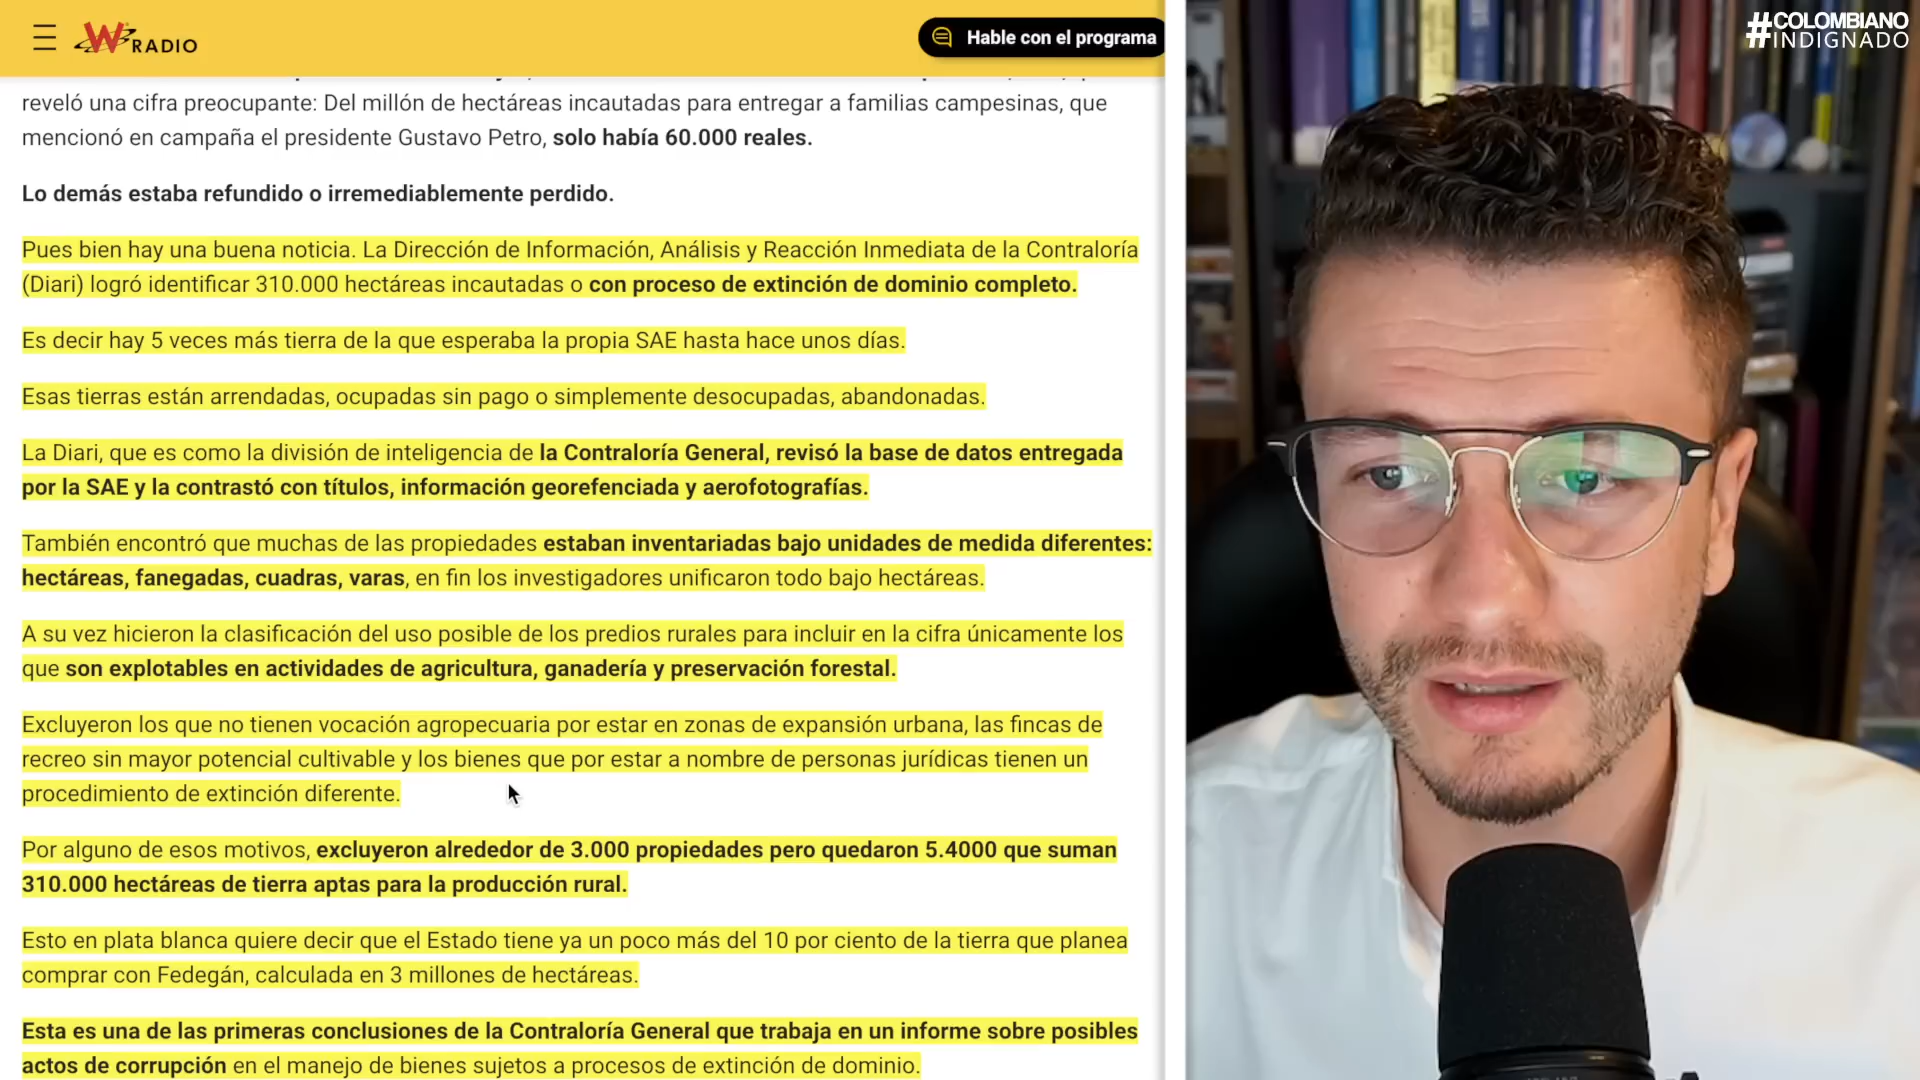 W RADIO
Hable con el programa
#COLOMBIANO
INDIGNADO
reveló una cifra preocupante: Del millón de hectáreas incautadas para entregar a familias campesinas, que
mencionó en campaña el presidente Gustavo Petro, solo había 60.000 reales.
Lo demás estaba refundido o irremediablemente perdido.
Pues bien hay una buena noticia. La Dirección de Información, Análisis y Reacción Inmediata de la Contraloría
(Diari) logró identificar 310.000 hectáreas incautadas o con proceso de extinción de dominio completo.
Es decir hay 5 veces más tierra de la que esperaba la propia SAE hasta hace unos días.
Esas tierras están arrendadas, ocupadas sin pago o simplemente desocupadas, abandonadas.
La Diari, que es como la división de inteligencia de la Contraloría General, revisó la base de datos entregada
por la SAE y la contrastó con títulos, información georefenciada y aerofotografías.
También encontró que muchas de las propiedades estaban inventariadas bajo unidades de medida diferentes:
hectáreas, fanegadas, cuadras, varas, en fin los investigadores unificaron todo bajo hectáreas.
A su vez hicieron la clasificación del uso posible de los predios rurales para incluir en la cifra únicamente los
que son explotables en actividades de agricultura, ganadería y preservación forestal.
Excluyeron los que no tienen vocación agropecuaria por estar en zonas de expansión urbana, las fincas de
recreo sin mayor potencial cultivable y los bienes que por estar a nombre de personas jurídicas tienen un
procedimiento de extinción diferente.
Por alguno de esos motivos, excluyeron alrededor de 3.000 propiedades pero quedaron 5.4000 que suman
310.000 hectáreas de tierra aptas para la producción rural.
Esto en plata blanca quiere decir que el Estado tiene ya un poco más del 10 por ciento de la tierra que planea
comprar con Fedegán, calculada en 3 millones de hectáreas.
Esta es una de las primeras conclusiones de la Contraloría General que trabaja en un informe sobre posibles
actos de corrupción en el manejo de bienes sujetos a procesos de extinción de dominio.